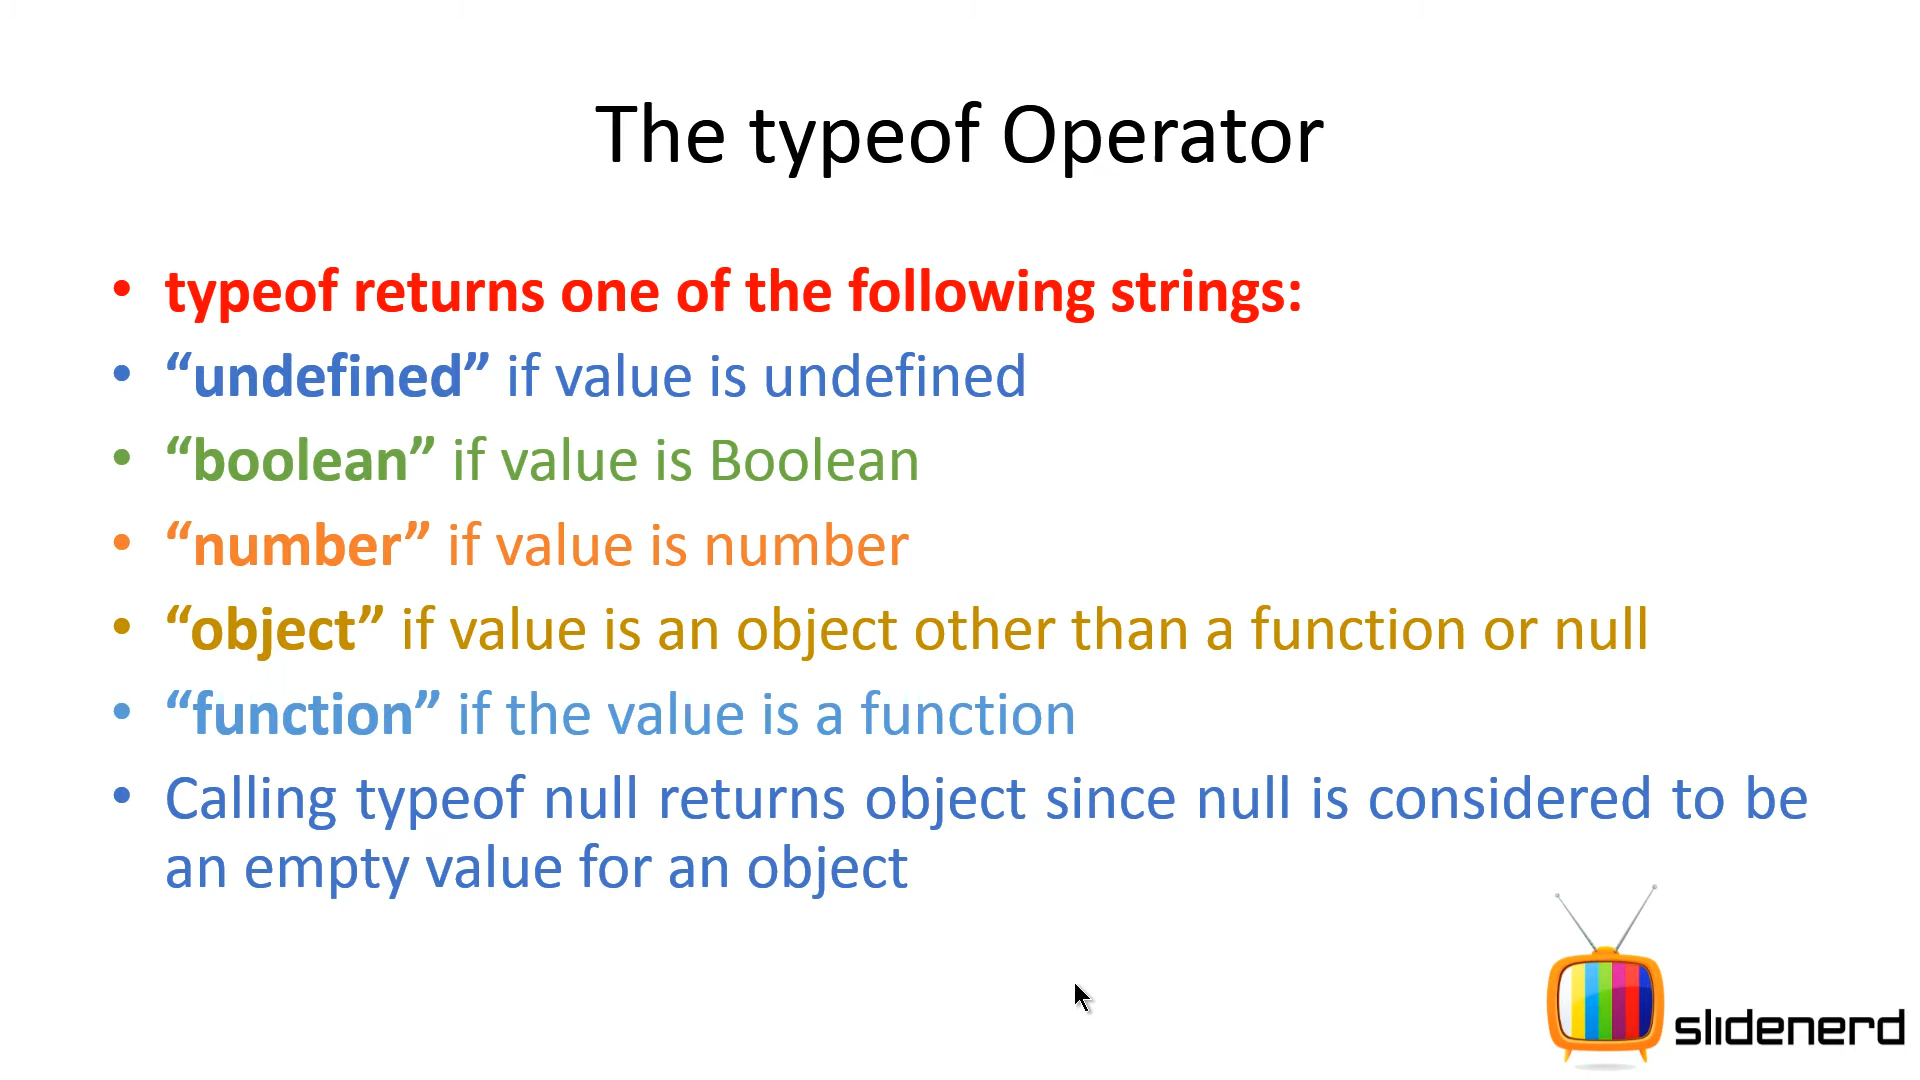 The typeof Operator
• typeof returns one of the following strings:
• “undefined” if value is undefined
• “boolean” if value is Boolean
• “number” if value is number
• “object” if value is an object other than a function or null
• “function” if the value is a function
• Calling typeof null returns object since null is considered to be
an empty value for an object
slidenerd